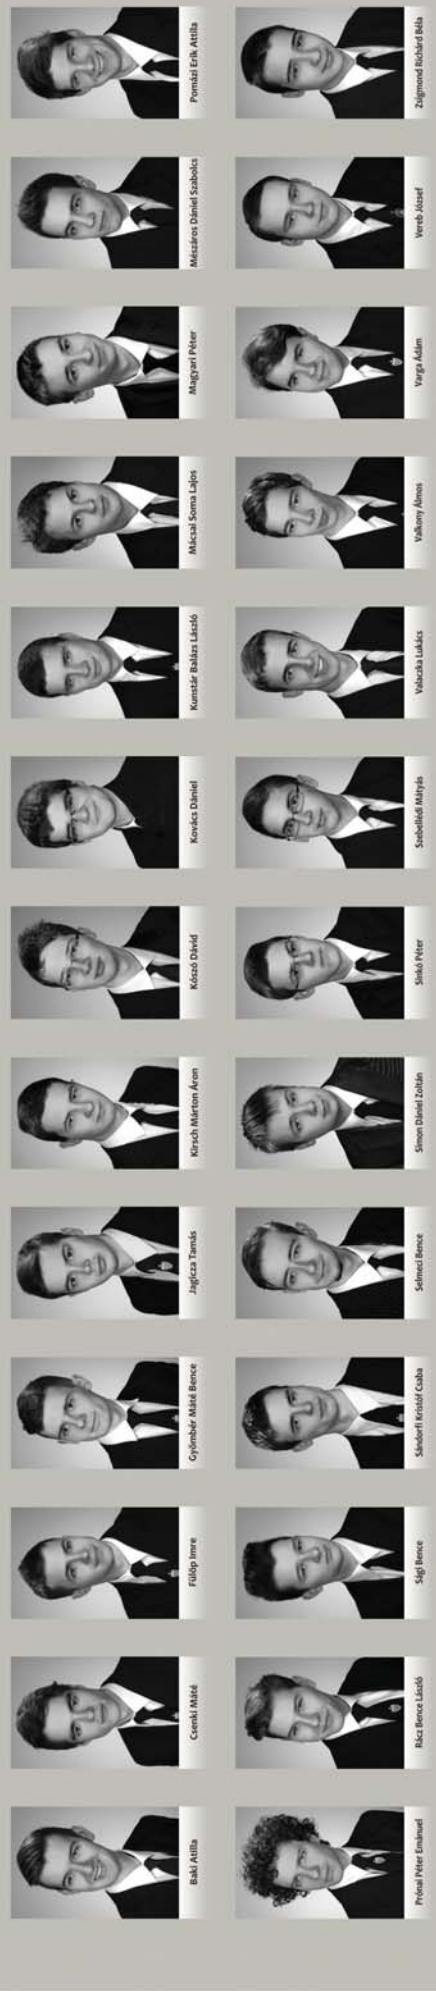 Baki Atilla
Csenki Máté
Fülöp Imre
Gyömbér Máté Bence
Jagicza Tamás
Kirsch Márton Áron
Kószó Dávid
Kovács Dániel
Kunstár Balázs László
Mácsai Soma Lajos
Magyari Péter
Mészáros Dániel Szabolcs
Pomázi Erik Attila
Prónai Péter Emánuel
Rácz Bence László
Sági Bence
Sándorfi Kristóf Csaba
Selmeci Bence
Simon Dániel Zoltán
Sinkó Péter
Szebellédi Mátyás
Valaczka Lukács
Valkony Álmos
Varga Ádám
Vereb József
Zsigmond Richárd Béla